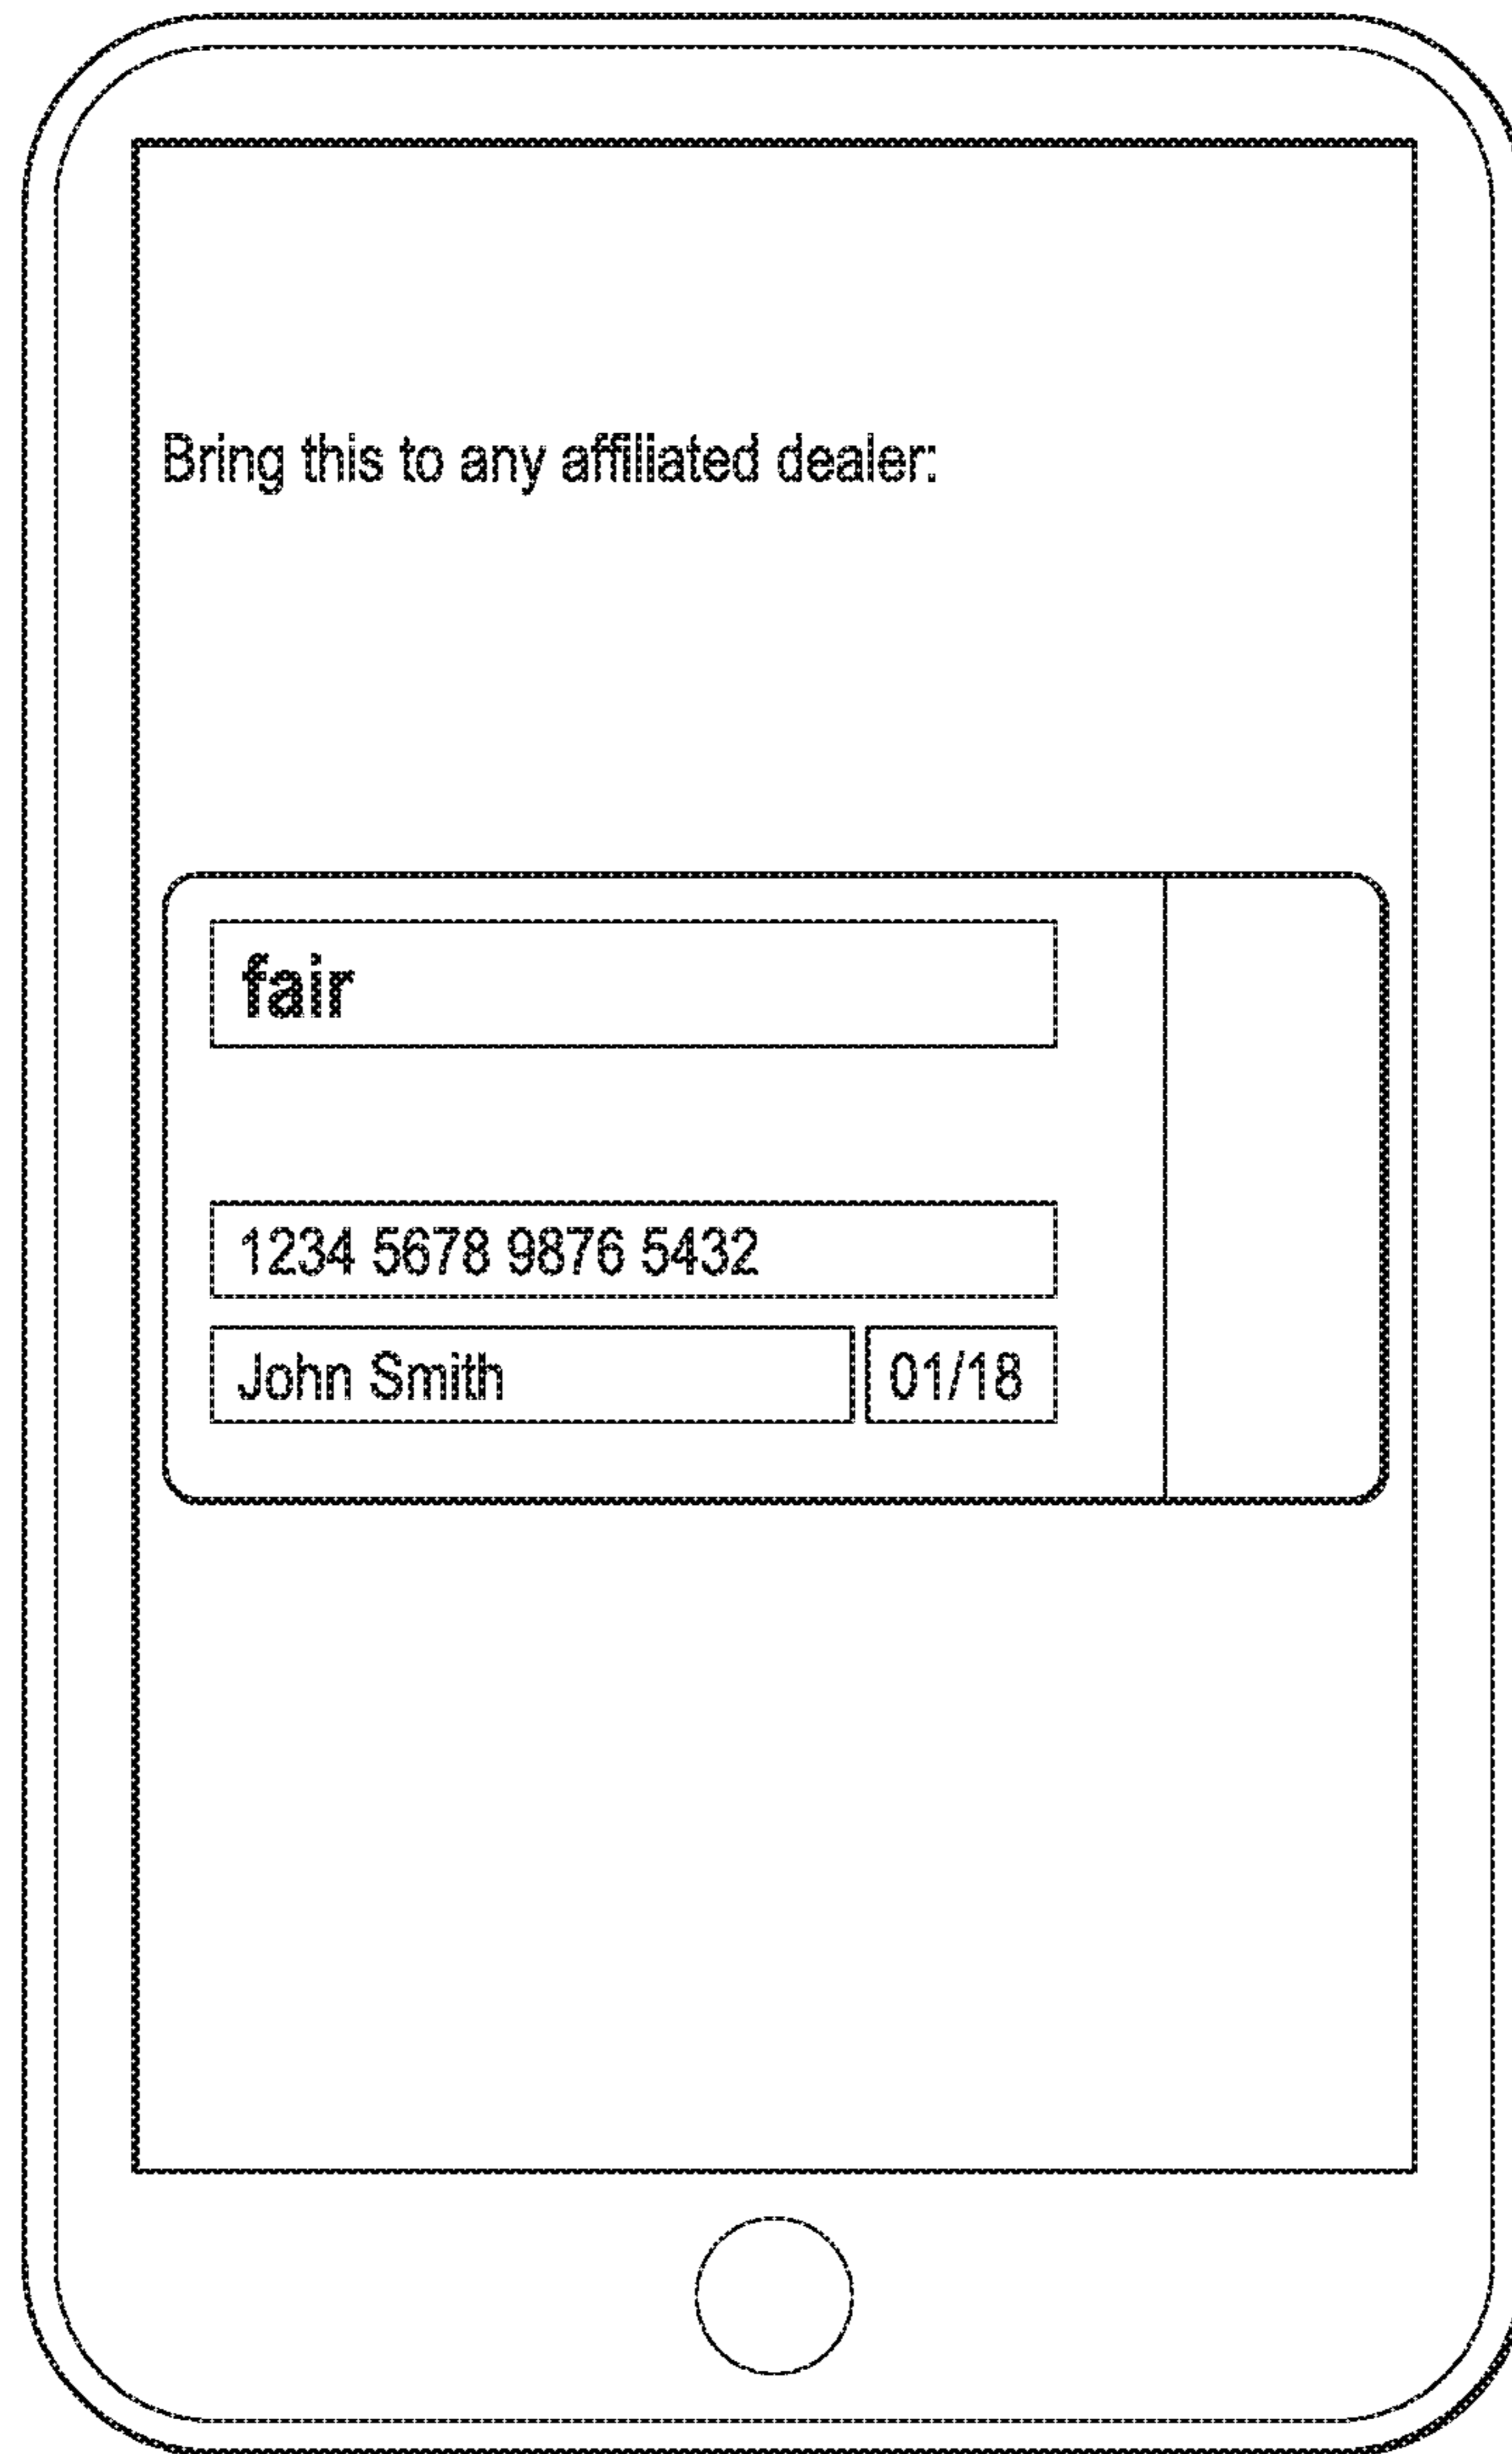 Bring this to any affiliated dealer:
fair
1234 5678 9876 5432
John Smith 01/18